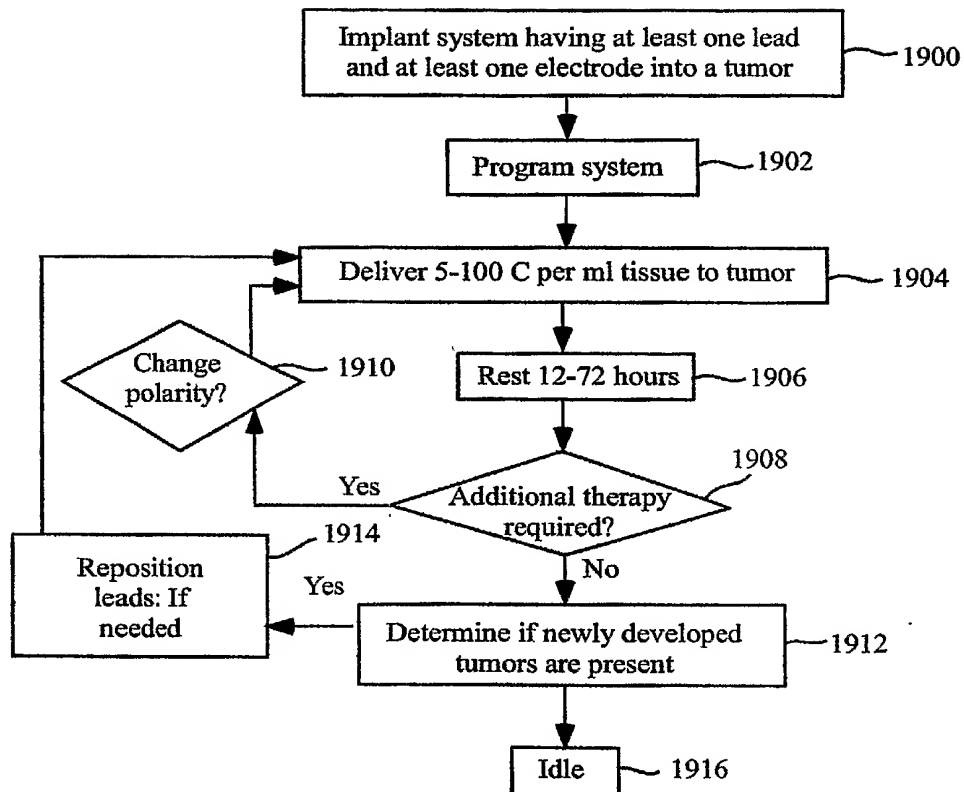 Implant system having at least one lead
and at least one electrode into a tumor
1900
Program system
1902
Deliver 5-100 C per ml tissue to tumor
1904
Change
polarity?
1910
Rest 12-72 hours
1906
1908
Yes
Additional therapy
required?
1914
Reposition
leads: If
needed
Yes
No
Determine if newly developed
tumors are present
1912
Idle
1916